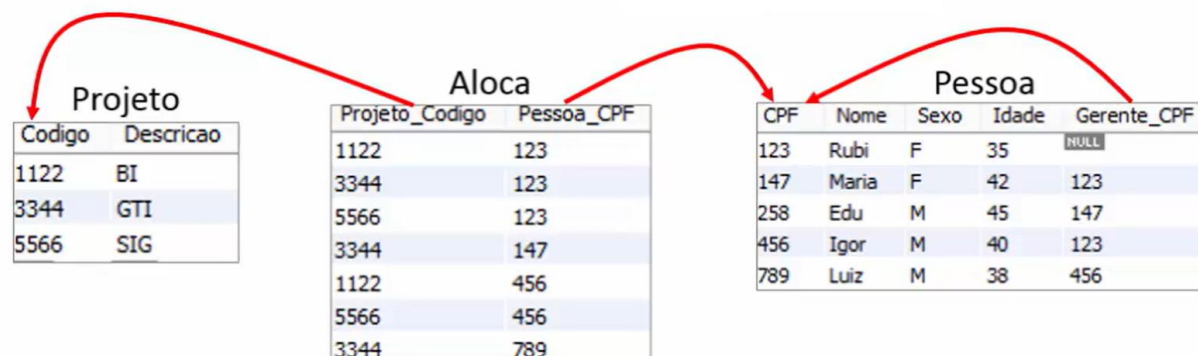 Projeto
Codigo Descricao
1122 BI
3344 GTI
5566 SIG
Aloca
Projeto_Codigo Pessoa_CPF
1122 123
3344 123
5566 123
3344 147
1122 456
5566 456
3344 789
Pessoa
CPF Nome Sexo Idade Gerente_CPF
123 Rubi F 35 NULL
147 Maria F 42 123
258 Edu M 45 147
456 Igor M 40 123
789 Luiz M 38 456